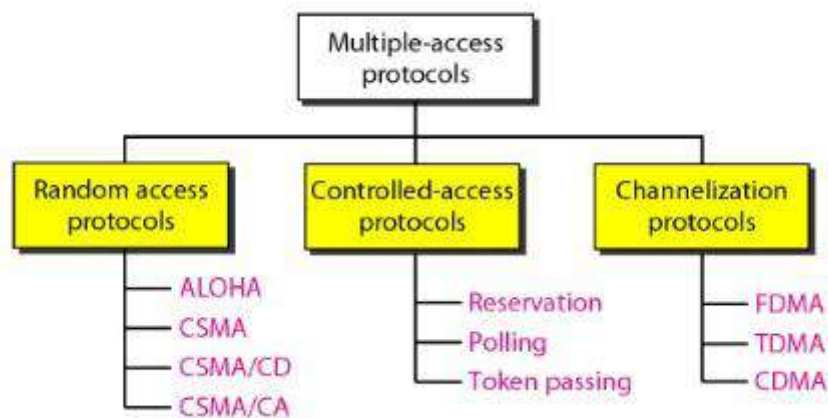 Multiple-access
protocols
Random access
protocols
Controlled-access
protocols
Channelization
protocols
ALOHA
CSMA
CSMA/CD
CSMA/CA
Reservation
Polling
Token passing
FDMA
TDMA
CDMA